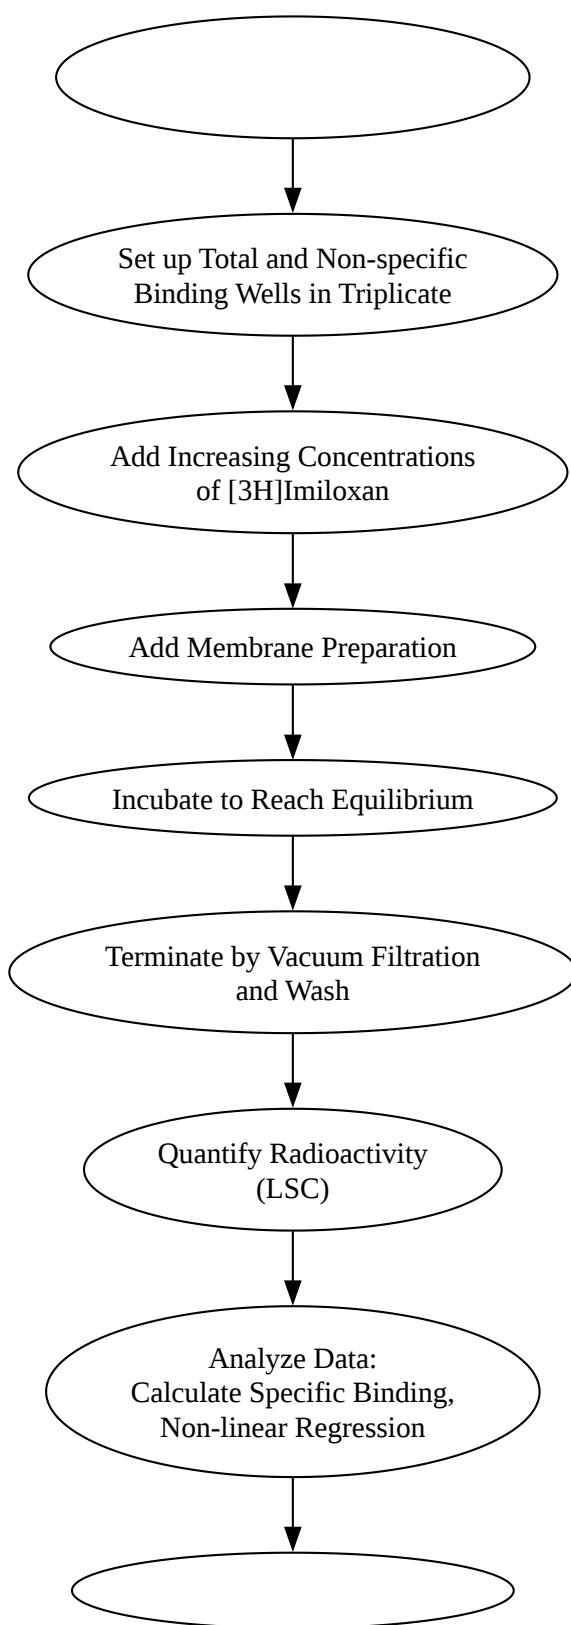 Set up Total and Non-specific
Binding Wells in Triplicate
Add Increasing Concentrations
of [3H]Imiloxan
Add Membrane Preparation
Incubate to Reach Equilibrium
Terminate by Vacuum Filtration
and Wash
Quantify Radioactivity
(LSC)
Analyze Data:
Calculate Specific Binding,
Non-linear Regression